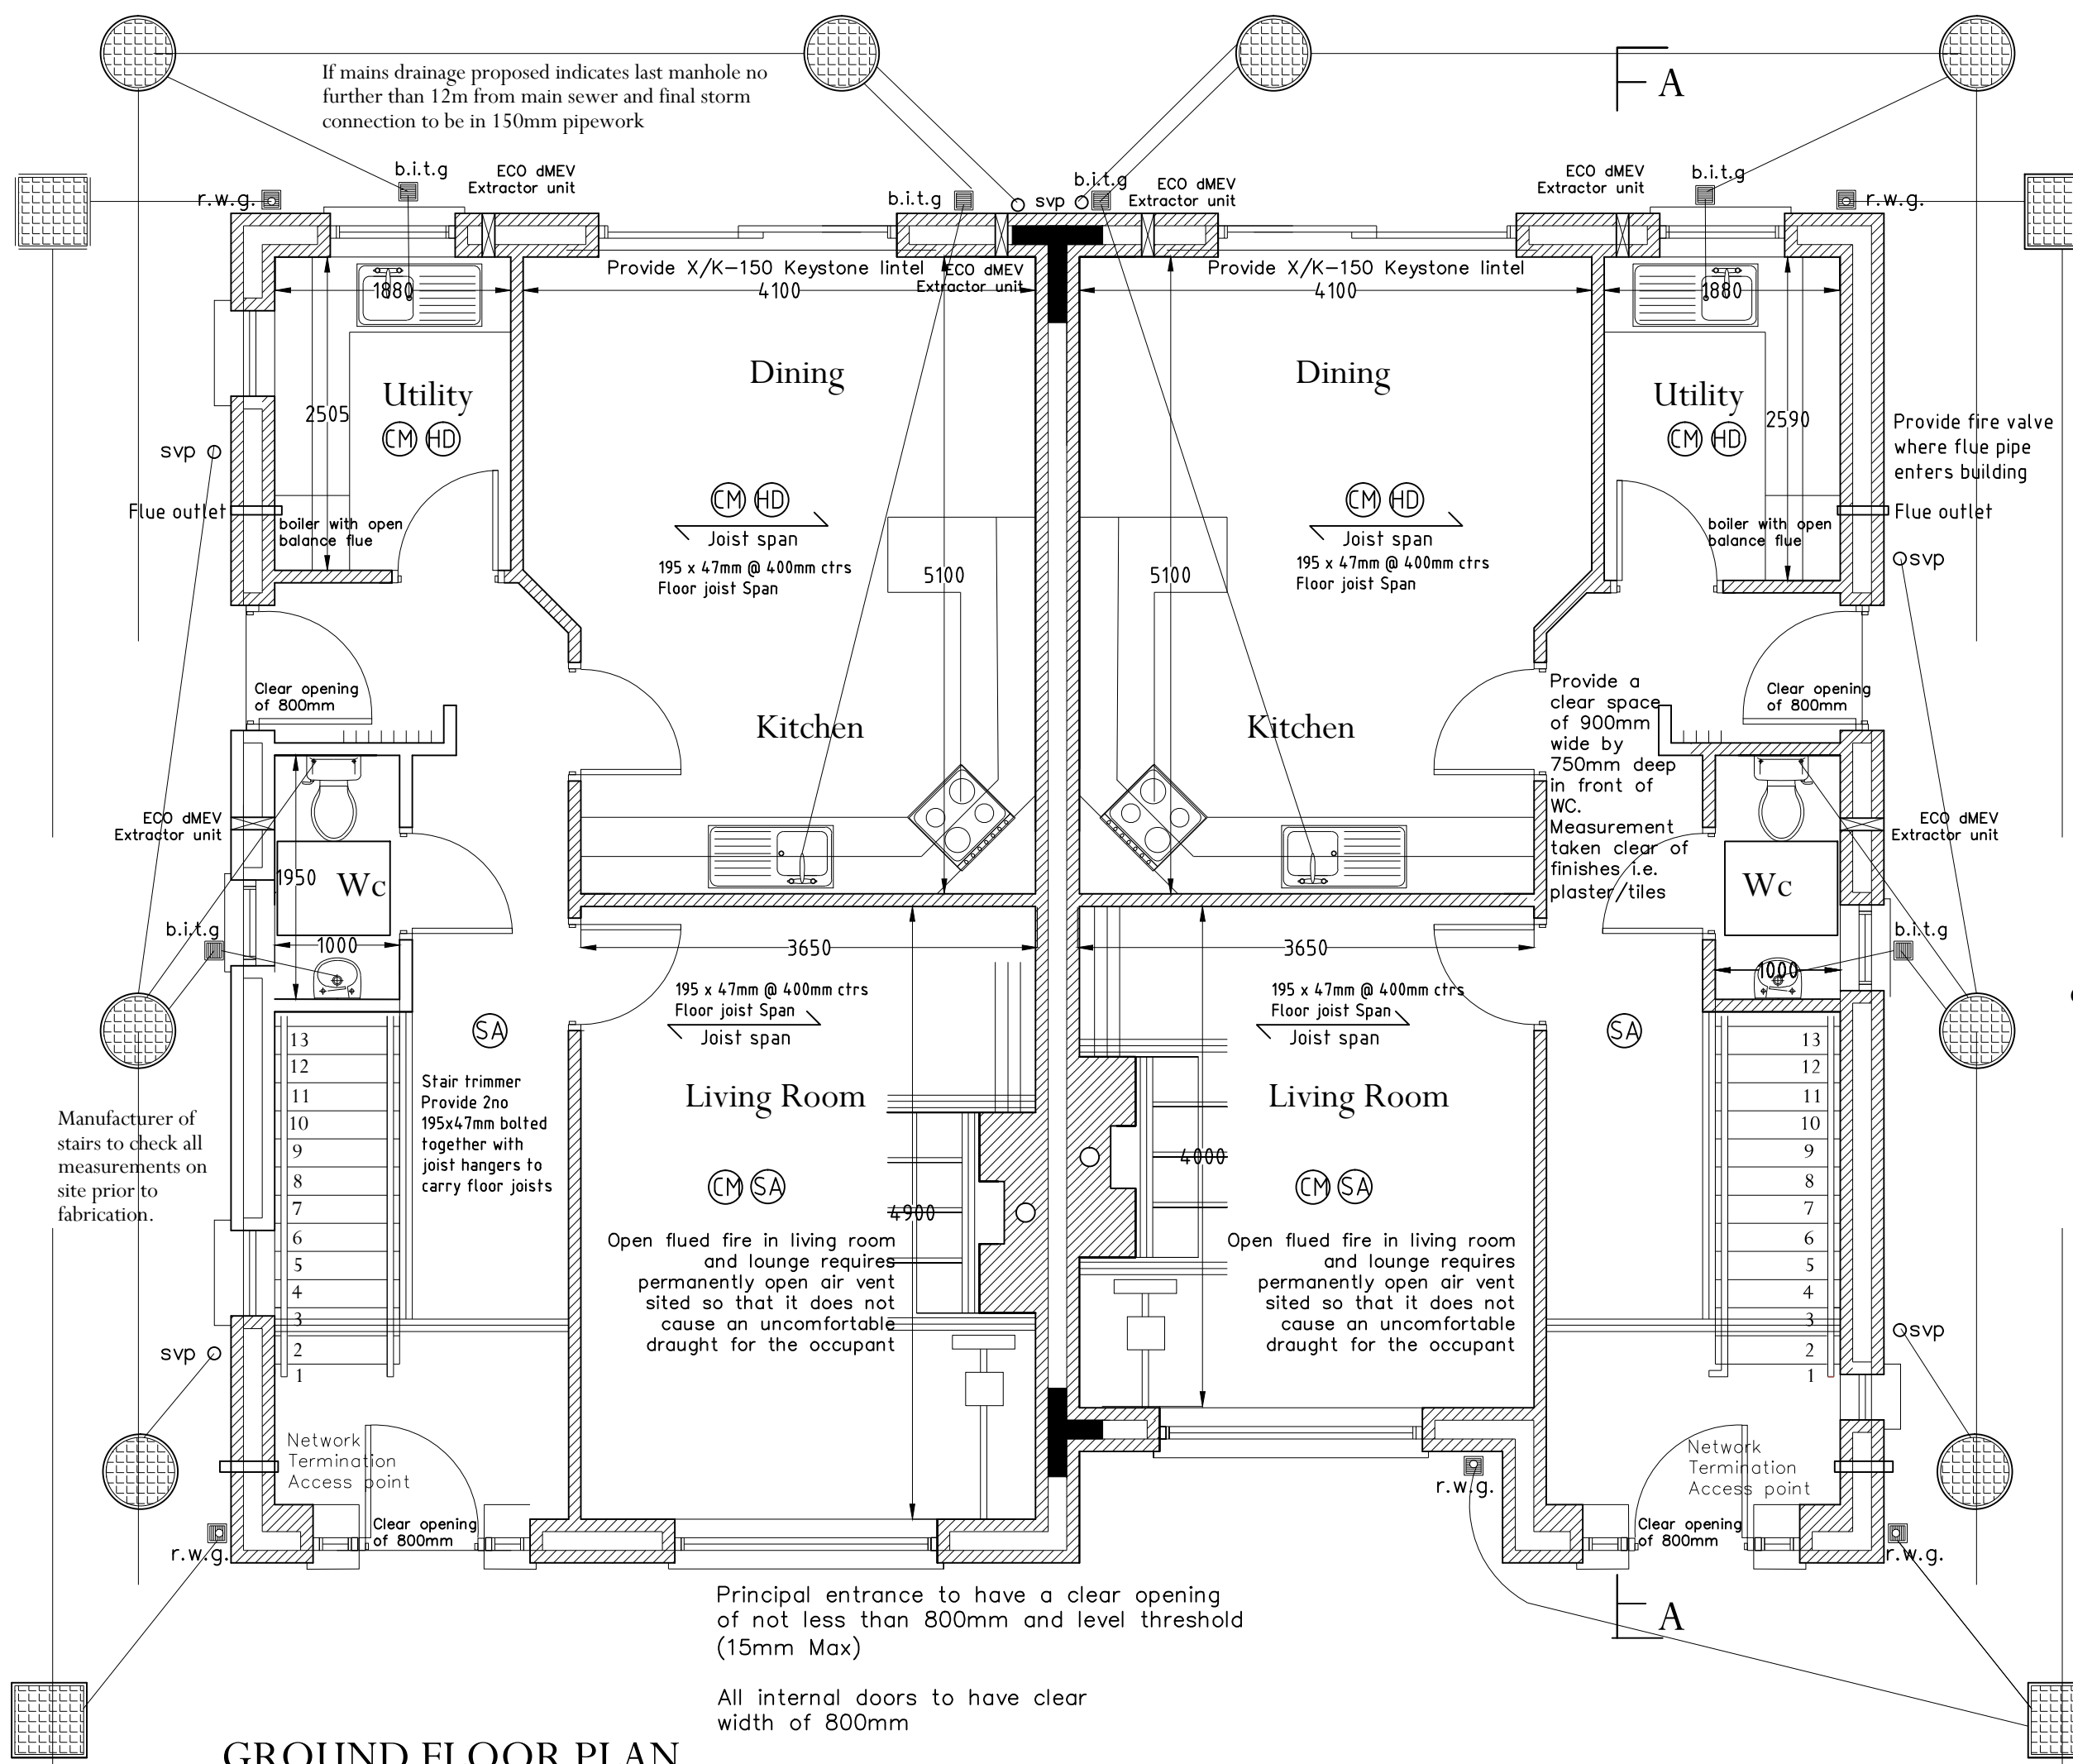 If mains drainage proposed indicates last manhole no
further than 12m from main sewer and final storm
connection to be in 150mm pipework
A
b.i.t.g
ECO dMEV
Extractor unit
r.w.g.
b.i.t.g
svp
b.i.t.g
ECO dMEV
Extractor unit
ECO dMEV
Extractor unit
b.i.t.g
r.w.g.
Provide X/K-150 Keystone lintel
ECO dMEV
Extractor unit
Provide X/K-150 Keystone lintel
1880
4100
4100
1880
Dining
Dining
Utility
Utility
2505
2590
CM HD
CM HD
Provide fire valve
where flue pipe
enters building
svp
Flue outlet
boiler with open
balance flue
CM HD
Joist span
195 x 47mm @ 400mm ctrs
Floor joist Span
5100
5100
CM HD
Joist span
195 x 47mm @ 400mm ctrs
Floor joist Span
boiler with open
balance flue
Flue outlet
svp
Clear opening
of 800mm
Kitchen
Kitchen
Provide a
clear space
of 900mm
wide by
750mm deep
in front of
WC.
Measurement
taken clear of
finishes i.e.
plaster/tiles
Clear opening
of 800mm
ECO dMEV
Extractor unit
ECO dMEV
Extractor unit
1950
Wc
Wc
b.i.t.g
1000
3650
3650
b.i.t.g
1000
195 x 47mm @ 400mm ctrs
Floor joist Span
Joist span
195 x 47mm @ 400mm ctrs
Floor joist Span
Joist span
SA
SA
13
12
11
10
9
8
7
6
5
4
3
2
1
13
12
11
10
9
8
7
6
5
4
3
2
1
Stair trimmer
Provide 2no
195x47mm bolted
together with
joist hangers to
carry floor joists
Manufacturer of
stairs to check all
measurements on
site prior to
fabrication.
Living Room
Living Room
4000
CM SA
CM SA
4900
Open flued fire in living room
and lounge requires
permanently open air vent
sited so that it does not
cause an uncomfortable
draught for the occupant
Open flued fire in living room
and lounge requires
permanently open air vent
sited so that it does not
cause an uncomfortable
draught for the occupant
svp
svp
Network
Termination
Access point
Network
Termination
Access point
r.w.g.
Clear opening
of 800mm
Clear opening
of 800mm
r.w.g.
r.w.g.
Principal entrance to have a clear opening
of not less than 800mm and level threshold
(15mm Max)
A
All internal doors to have clear
width of 800mm
GROUND FLOOR PLAN